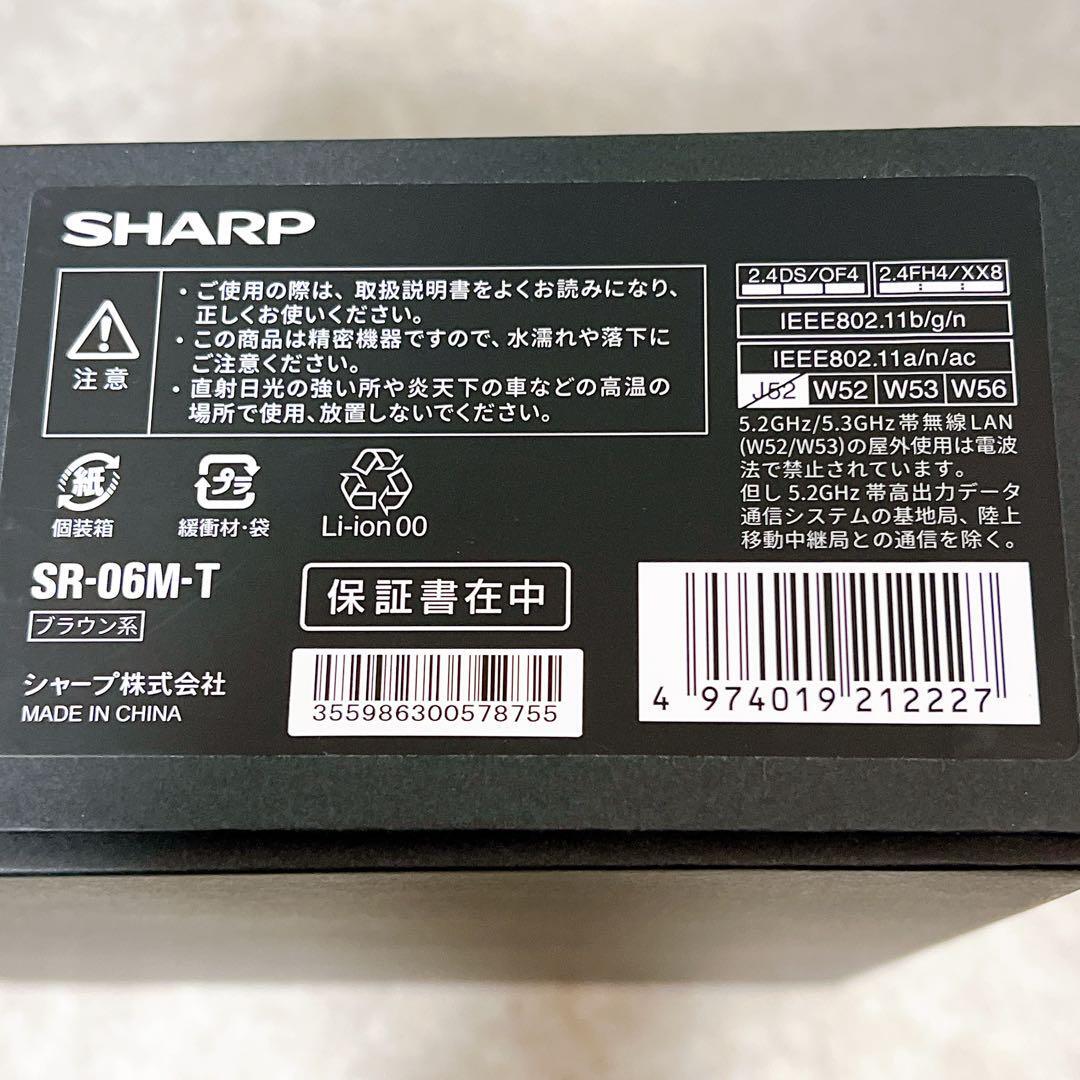 SHARP
注意
・ご使用の際は、取扱説明書をよくお読みになり、
正しくお使いください。
・この商品は精密機器ですので、水濡れや落下に
ご注意ください。
・直射日光の強い所や炎天下の車などの高温の
場所で使用、放置しないでください。
紙
個装箱
プラ
緩衝材・袋
Li-ion 00
SR-06M-T
ブラウン系
シャープ株式会社
MADE IN CHINA
保証書在中
355986300578755
2.4DS/OF4
2.4FH4/XX8
IEEE802.11b/g/n
IEEE802.11a/n/ac
J52 W52 W53 W56
5.2GHz/5.3GHz帯無線LAN
(W52/W53)の屋外使用は電波
法で禁止されています。
但し5.2GHz帯高出力データ
通信システムの基地局、陸上
移動中継局との通信を除く。
4 974019 212227